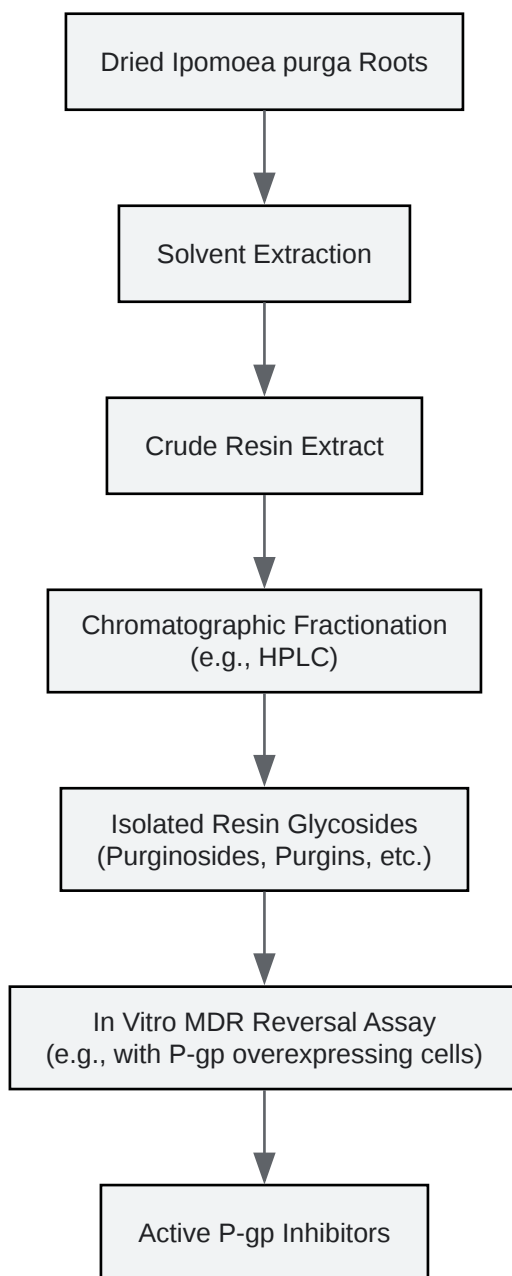 Dried Ipomoea purga Roots
Solvent Extraction
Crude Resin Extract
Chromatographic Fractionation
(e.g., HPLC)
Isolated Resin Glycosides
(Purginosides, Purgins, etc.)
In Vitro MDR Reversal Assay
(e.g., with P-gp overexpressing cells)
Active P-gp Inhibitors